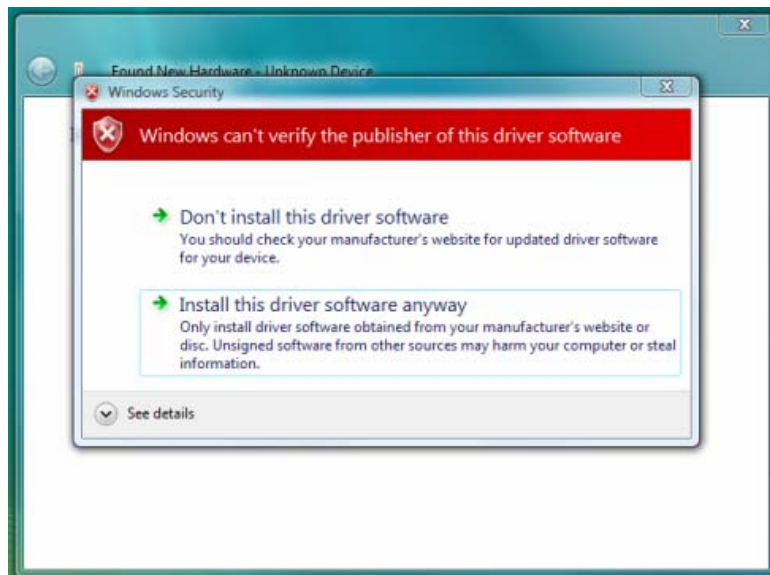 Found New Hardware - Unknown Device
Windows Security
Windows can't verify the publisher of this driver software
Don't install this driver software
You should check your manufacturer's website for updated driver software
for your device.
Install this driver software anyway
Only install driver software obtained from your manufacturer's website or
disc. Unsigned software from other sources may harm your computer or steal
information.
See details